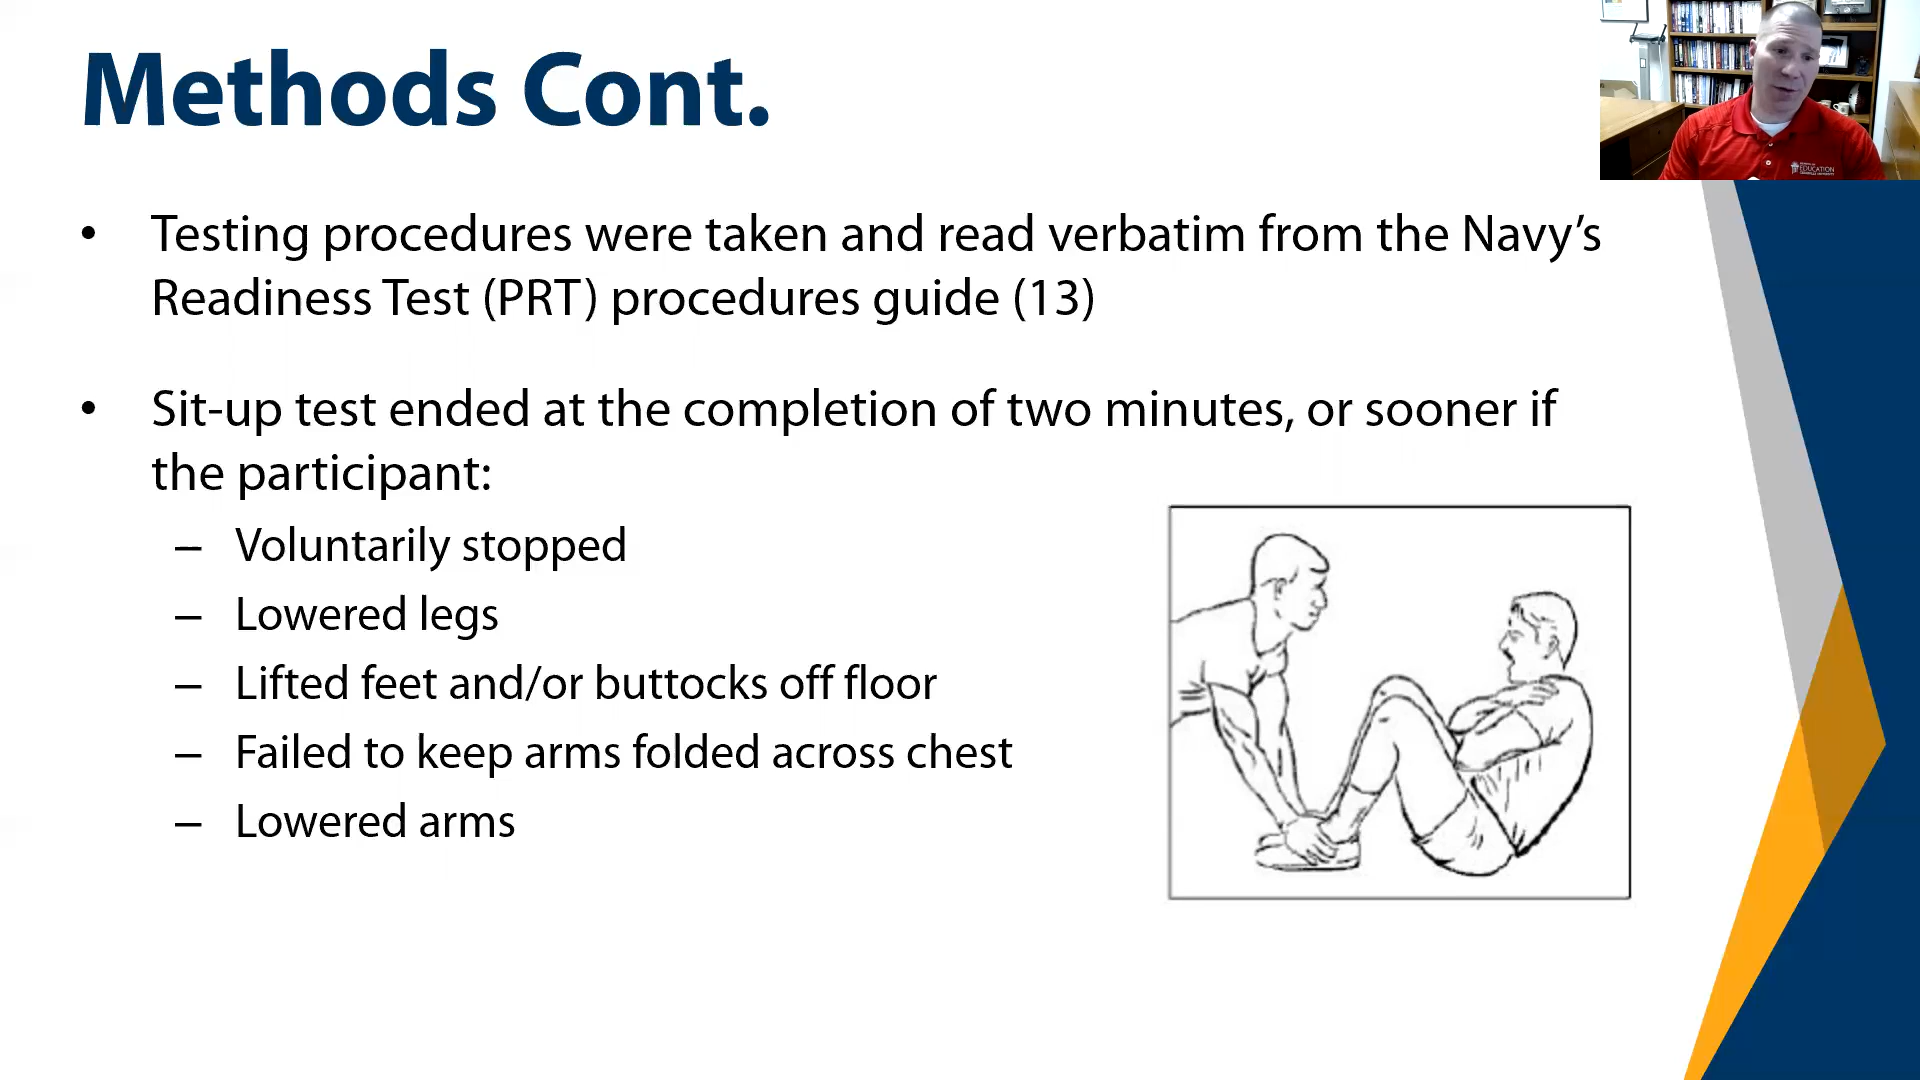 Methods Cont.
• Testing procedures were taken and read verbatim from the Navy’s
Readiness Test (PRT) procedures guide (13)
• Sit-up test ended at the completion of two minutes, or sooner if
the participant:
– Voluntarily stopped
– Lowered legs
– Lifted feet and/or buttocks off floor
– Failed to keep arms folded across chest
– Lowered arms
EDUCATION